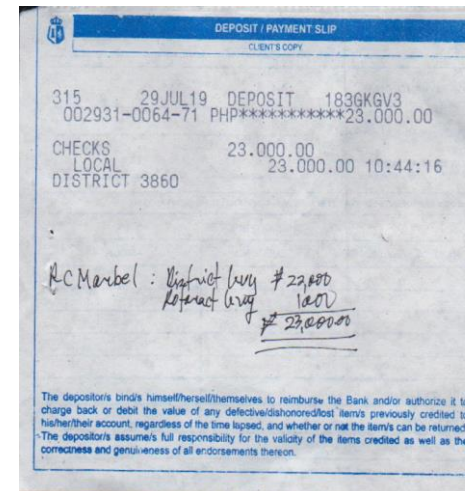 DEPOSIT / PAYMENT SLIP
CLIENT'S COPY
315 29JUL19 DEPOSIT 183GKGV3
002931-0064-71 PHP***********23.000.00
CHECKS 23.000.00
LOCAL 23.000.00 10:44:16
DISTRICT 3860
RC Marbel : District levy ₱ 22,000
Rotaract levy 1000
₱ 23,000.00
The depositor/s bind/s himself/herself/themselves to reimburse the Bank and/or authorize it to
charge back or debit the value of any defective/dishonored/lost item/s previously credited to
his/her/their account, regardless of the time lapsed, and whether or not the item/s can be returned.
The depositor/s assume/s full responsibility for the validity of the items credited as well as the
correctness and genuineness of all endorsements thereon.